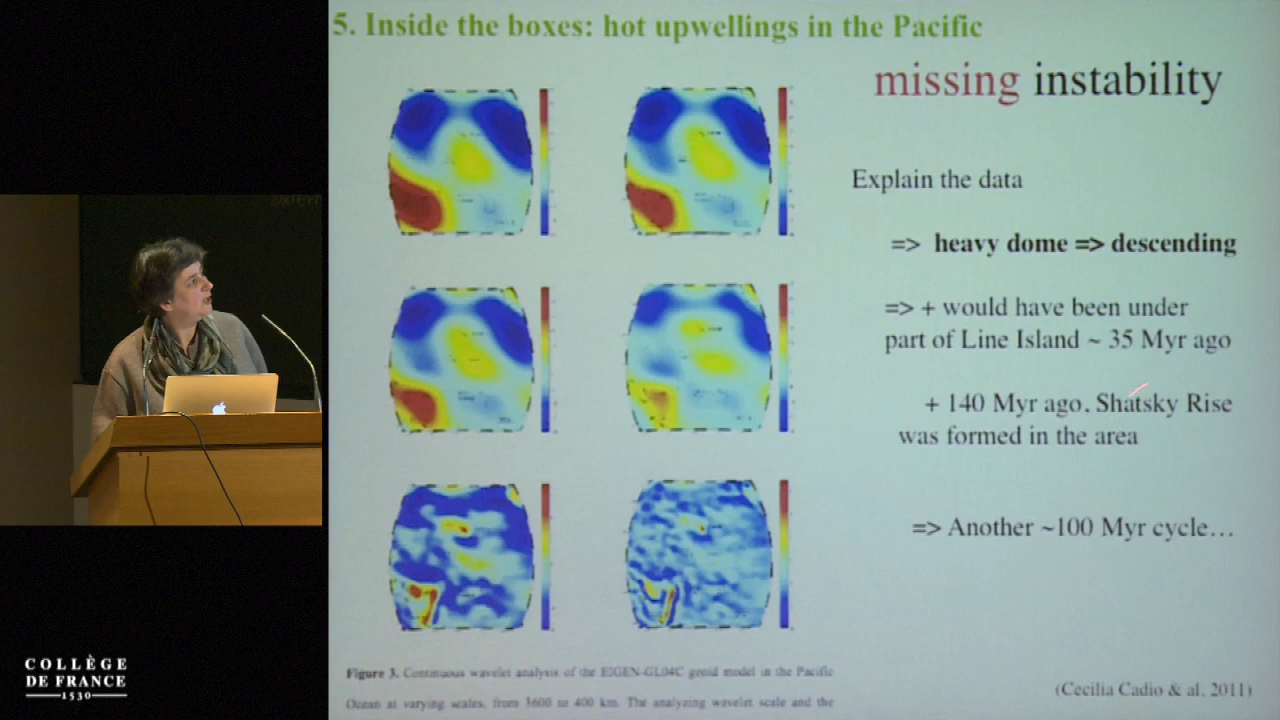 5. Inside the boxes: hot upwellings in the Pacific
missing instability
Explain the data
=> heavy dome => descending
=> + would have been under
part of Line Island ~ 35 Myr ago
+ 140 Myr ago. Shatsky Rise
was formed in the area
=> Another ~100 Myr cycle…
Figure 3. Continuous wavelet analysis of the EIGEN-GL04C geoid model in the Pacific
Ocean at varying scales, from 3600 to 400 km. The analyzing wavelet scale and the
(Cecilia Cadio & al, 2011)
COLLÈGE
DE FRANCE
1530